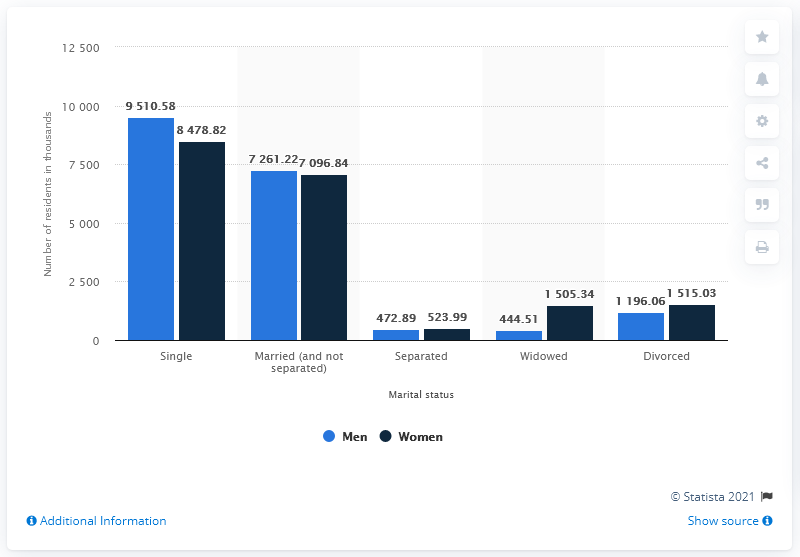 12 500
10 000
7 500
5 000
2 500
0
Number of residents in thousands
9 510.58
8 478.82
7 261.22
7 096.84
472.89
523.99
444.51
1 505.34
1 196.06
1 515.03
Single
Married (and not
separated)
Separated
Widowed
Divorced
Marital status
Men
Women
© Statista 2021
Additional Information
Show source